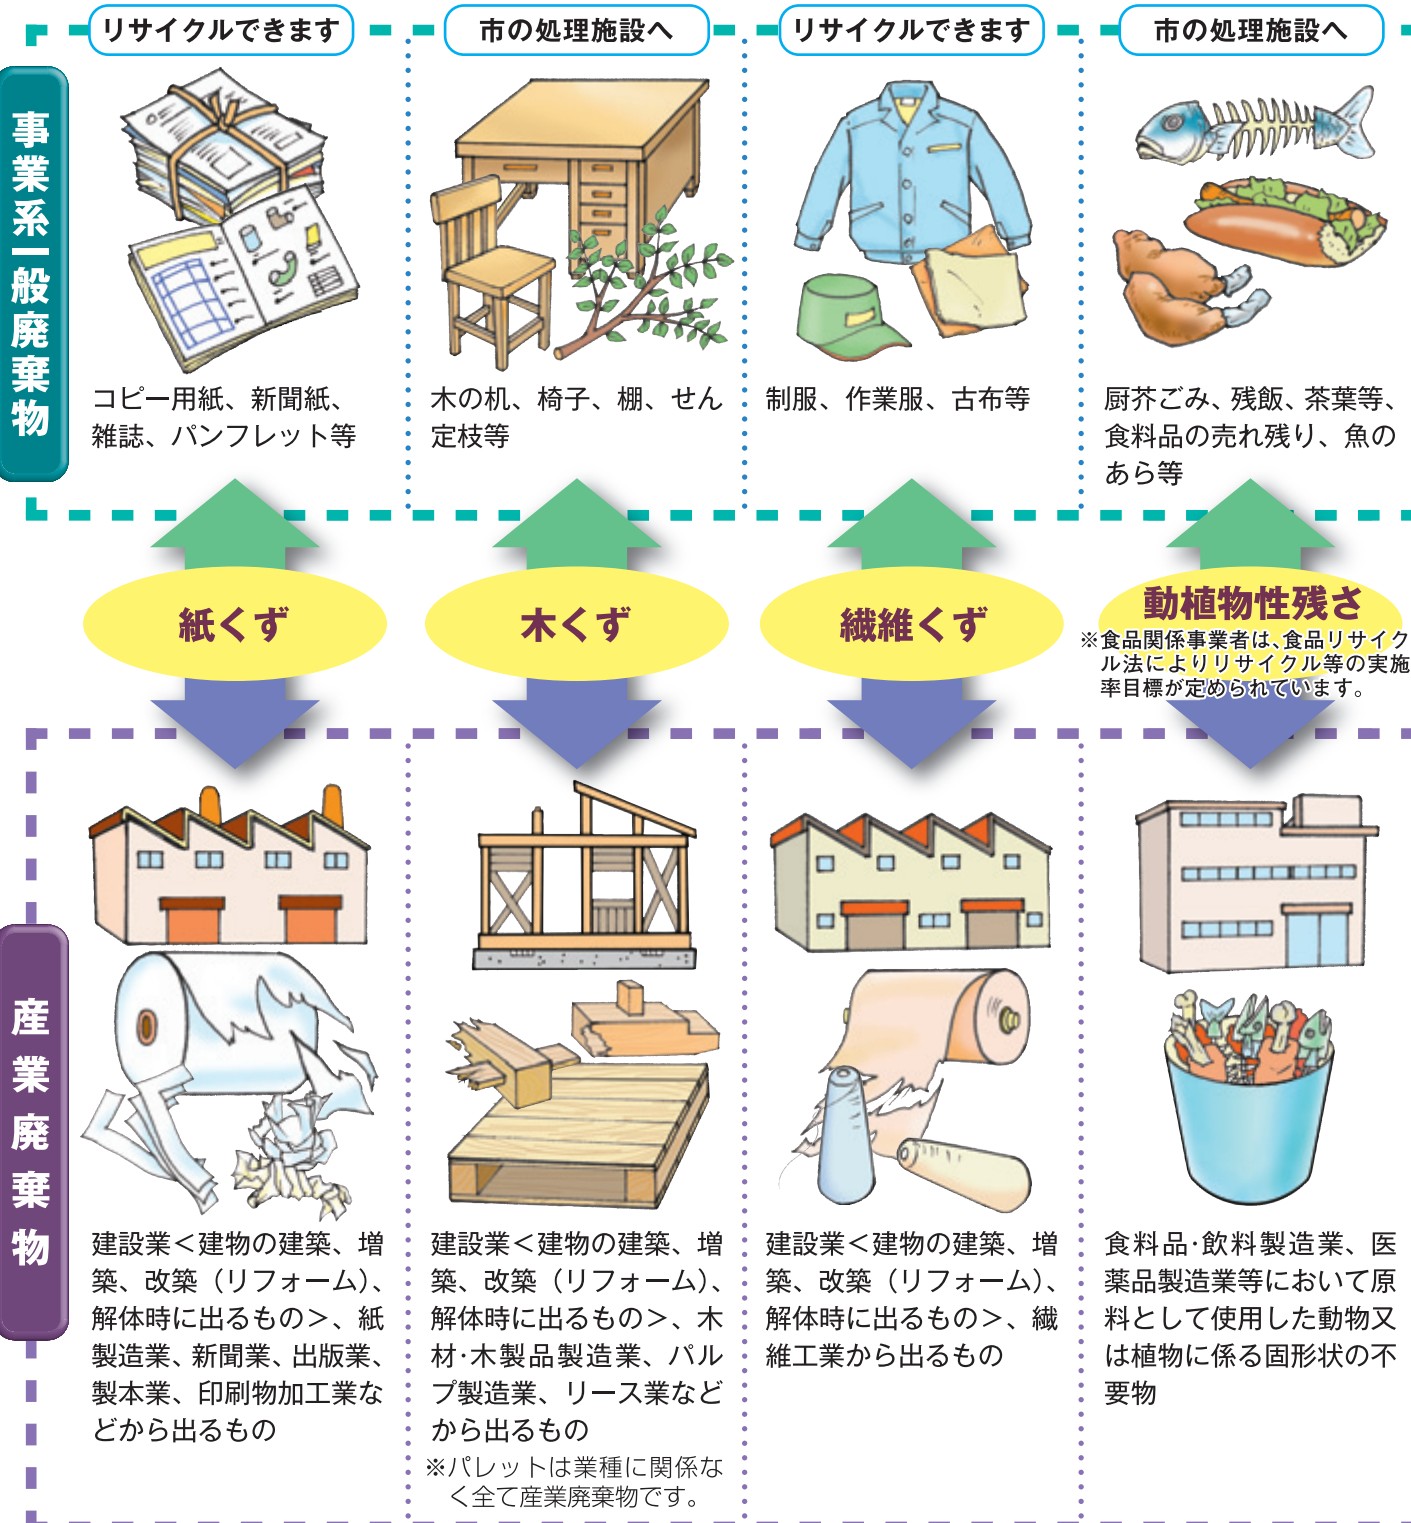 リサイクルできます
市の処理施設へ
リサイクルできます
市の処理施設へ
事業系一般廃棄物
コピー用紙、新聞紙、
雑誌、パンフレット等
木の机、椅子、棚、せん
定枝等
制服、作業服、古布等
厨芥ごみ、残飯、茶葉等、
食料品の売れ残り、魚の
あら等
紙くず
木くず
繊維くず
動植物性残さ
※食品関係事業者は、食品リサイク
ル法によりリサイクル等の実施
率目標が定められています。
産業廃棄物
建設業＜建物の建築、増
築、改築（リフォーム）、
解体時に出るもの＞、紙
製造業、新聞業、出版業、
製本業、印刷物加工業な
どから出るもの
建設業＜建物の建築、増
築、改築（リフォーム）、
解体時に出るもの＞、木
材･木製品製造業、パル
プ製造業、リース業など
から出るもの
※パレットは業種に関係な
く全て産業廃棄物です。
建設業＜建物の建築、増
築、改築（リフォーム）、
解体時に出るもの＞、繊
維工業から出るもの
食料品･飲料製造業、医
薬品製造業等において原
料として使用した動物又
は植物に係る固形状の不
要物